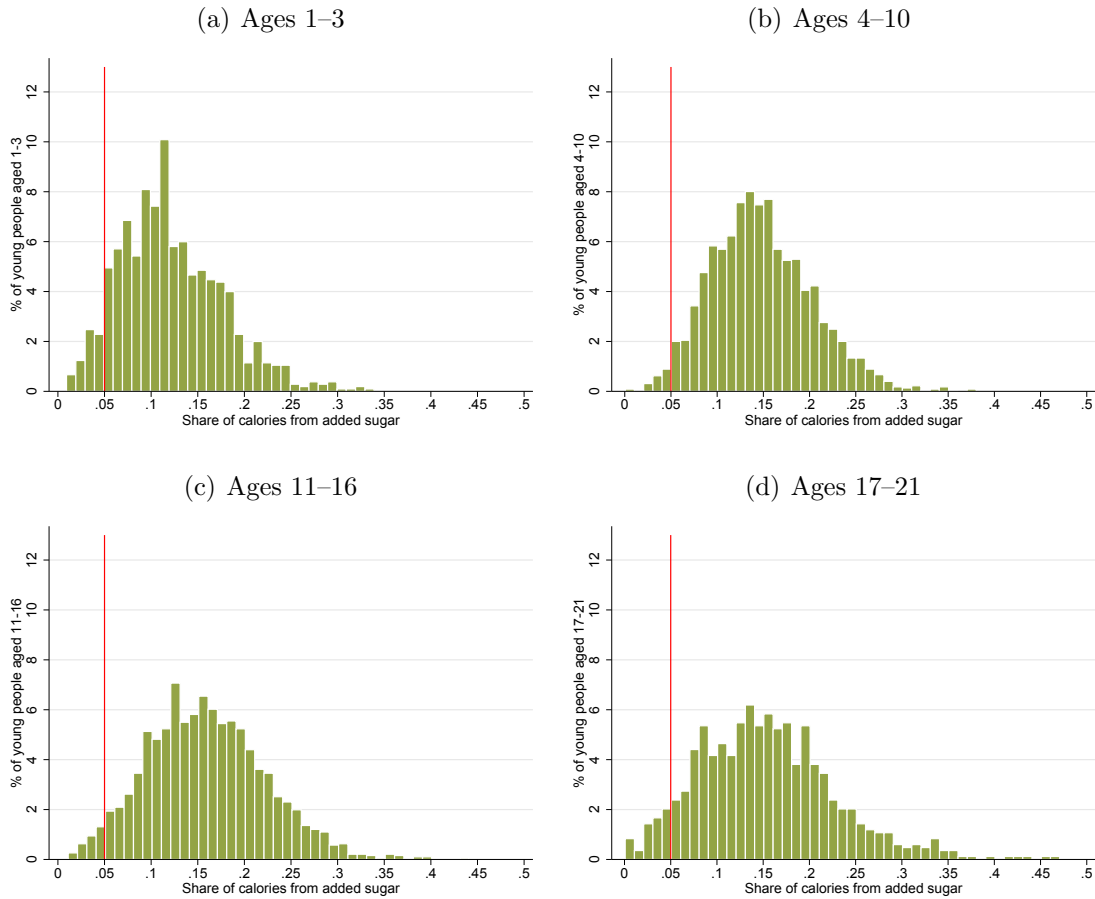 (a) Ages 1–3
% of young people aged 1-3
0 2 4 6 8 10 12
0 .05 .1 .15 .2 .25 .3 .35 .4 .45 .5
Share of calories from added sugar
(b) Ages 4–10
% of young people aged 4-10
0 2 4 6 8 10 12
0 .05 .1 .15 .2 .25 .3 .35 .4 .45 .5
Share of calories from added sugar
(c) Ages 11–16
% of young people aged 11-16
0 2 4 6 8 10 12
0 .05 .1 .15 .2 .25 .3 .35 .4 .45 .5
Share of calories from added sugar
(d) Ages 17–21
% of young people aged 17-21
0 2 4 6 8 10 12
0 .05 .1 .15 .2 .25 .3 .35 .4 .45 .5
Share of calories from added sugar